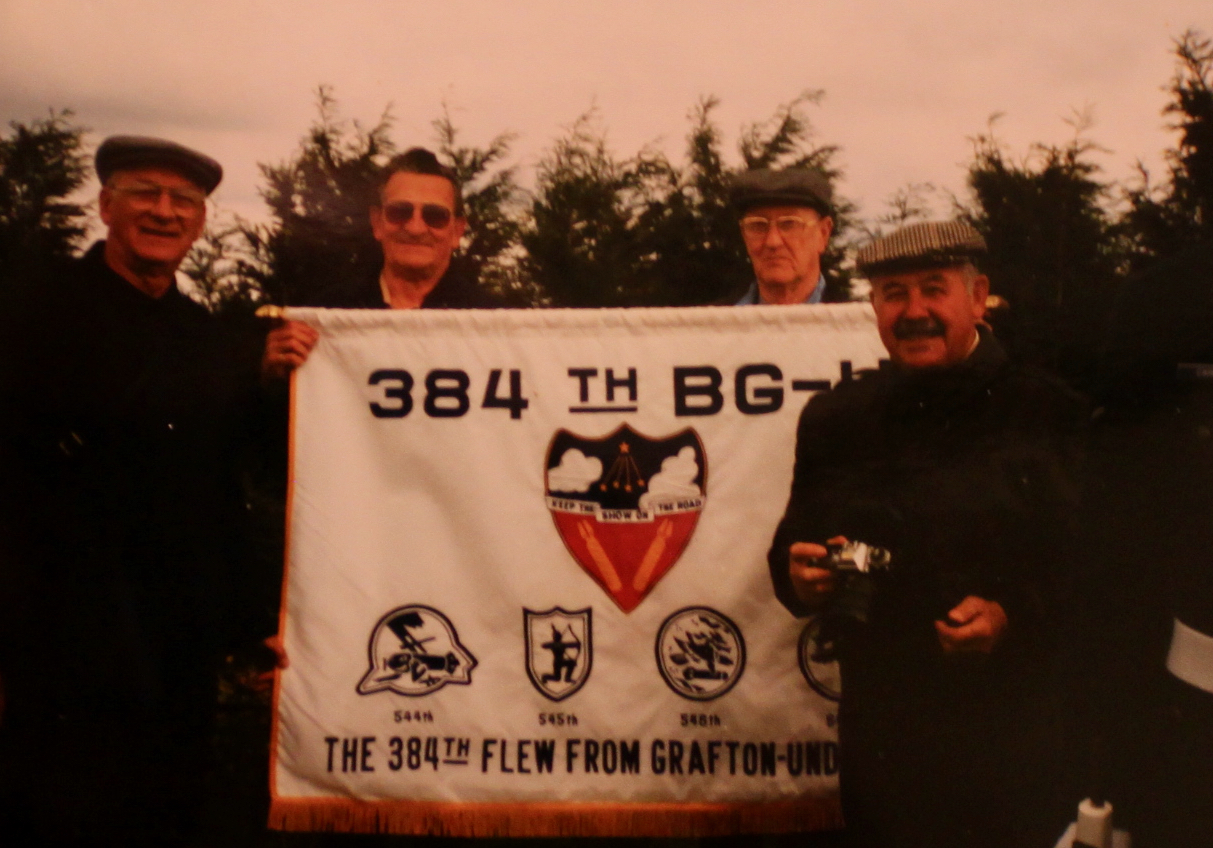 384 TH BG-
KEEP THE SHOW ON THE ROAD
544th 545th 546th
THE 384TH FLEW FROM GRAFTON-UND